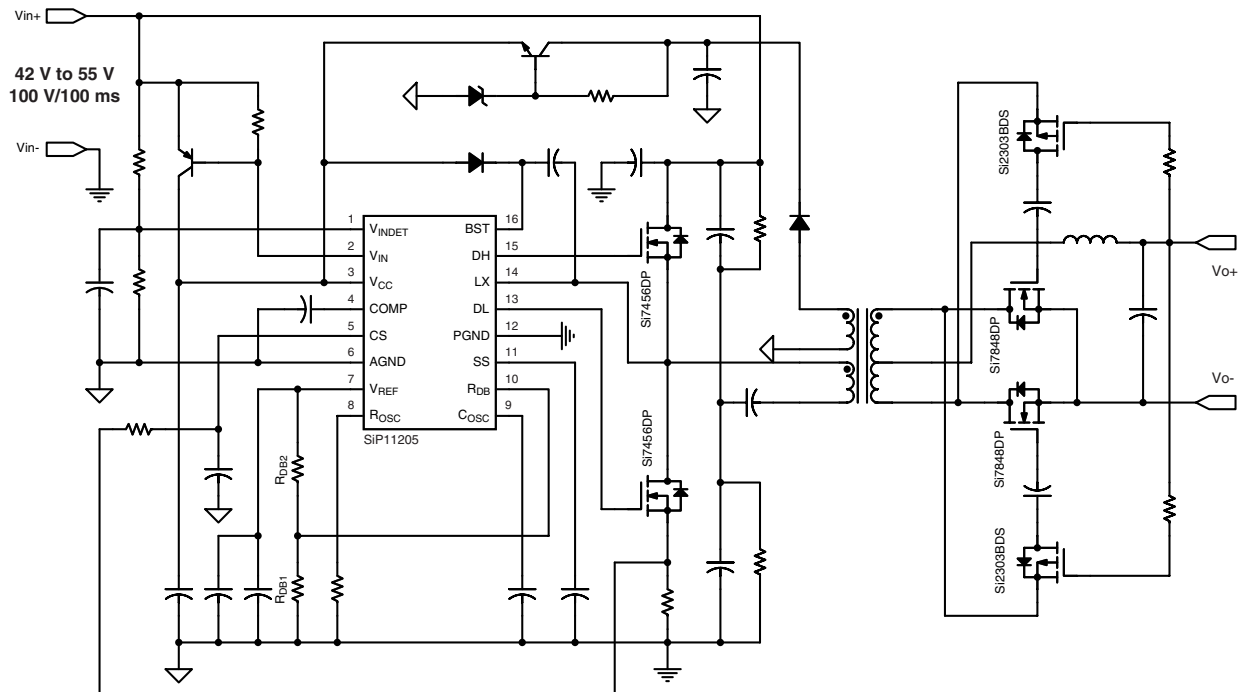 Vin+
42 V to 55 V
100 V/100 ms
Vin-
1
2
3
4
5
6
7
8
VINDET
VIN
VCC
COMP
CS
AGND
VREF
ROSC
BST
DH
LX
DL
PGND
SS
RDB
COSC
16
15
14
13
12
11
10
9
SiP11205
RDB2
RDB1
Si7456DP
Si7456DP
Si2303BDS
Si7848DP
Si7848DP
Si2303BDS
Vo+
Vo-